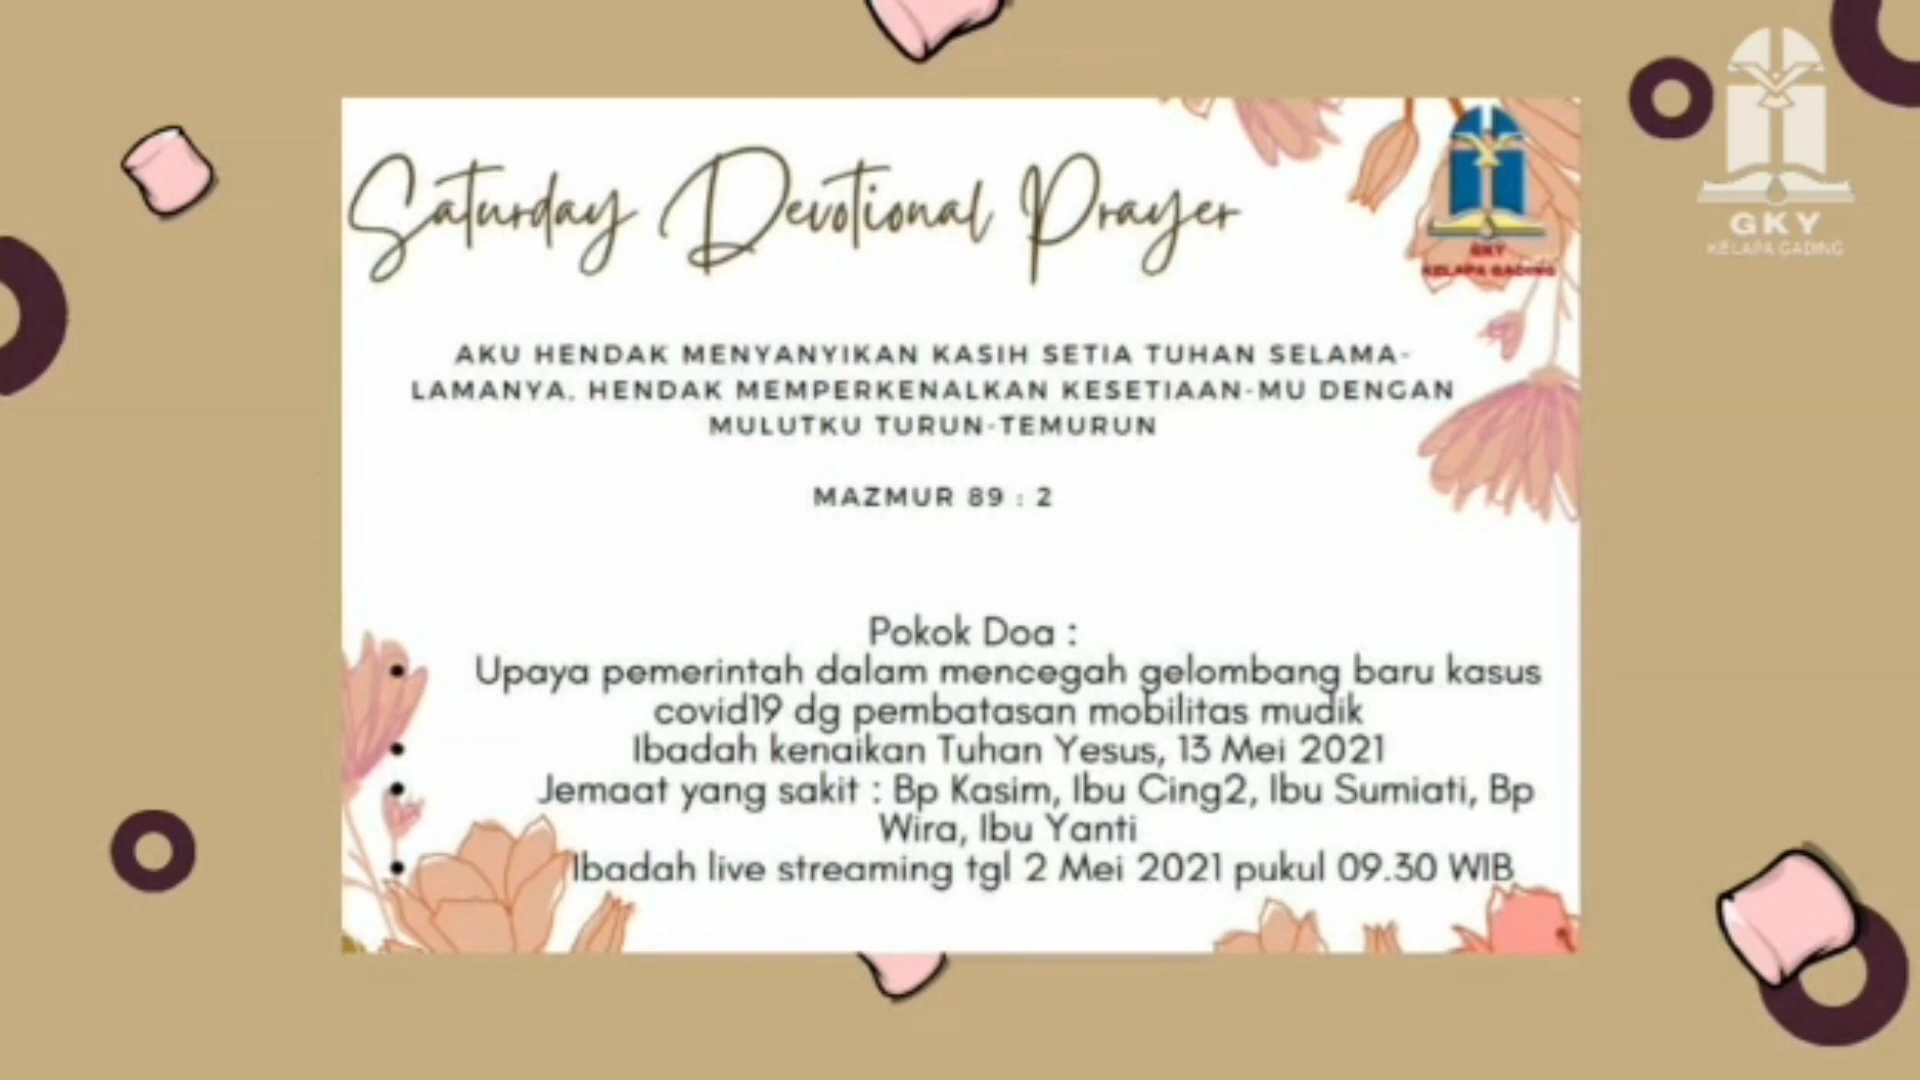 GKY
KELAPA GADING
Saturday Devotional Prayer
GKY
KELAPA GADING
AKU HENDAK MENYANYIKAN KASIH SETIA TUHAN SELAMA-
LAMANYA. HENDAK MEMPERKENALKAN KESETIAAN-MU DENGAN
MULUTKU TURUN-TEMURUN
MAZMUR 89 : 2
Pokok Doa :
• Upaya pemerintah dalam mencegah gelombang baru kasus
covid19 dg pembatasan mobilitas mudik
• Ibadah kenaikan Tuhan Yesus, 13 Mei 2021
• Jemaat yang sakit : Bp Kasim, Ibu Cing2, Ibu Sumiati, Bp
Wira, Ibu Yanti
• Ibadah live streaming tgl 2 Mei 2021 pukul 09.30 WIB